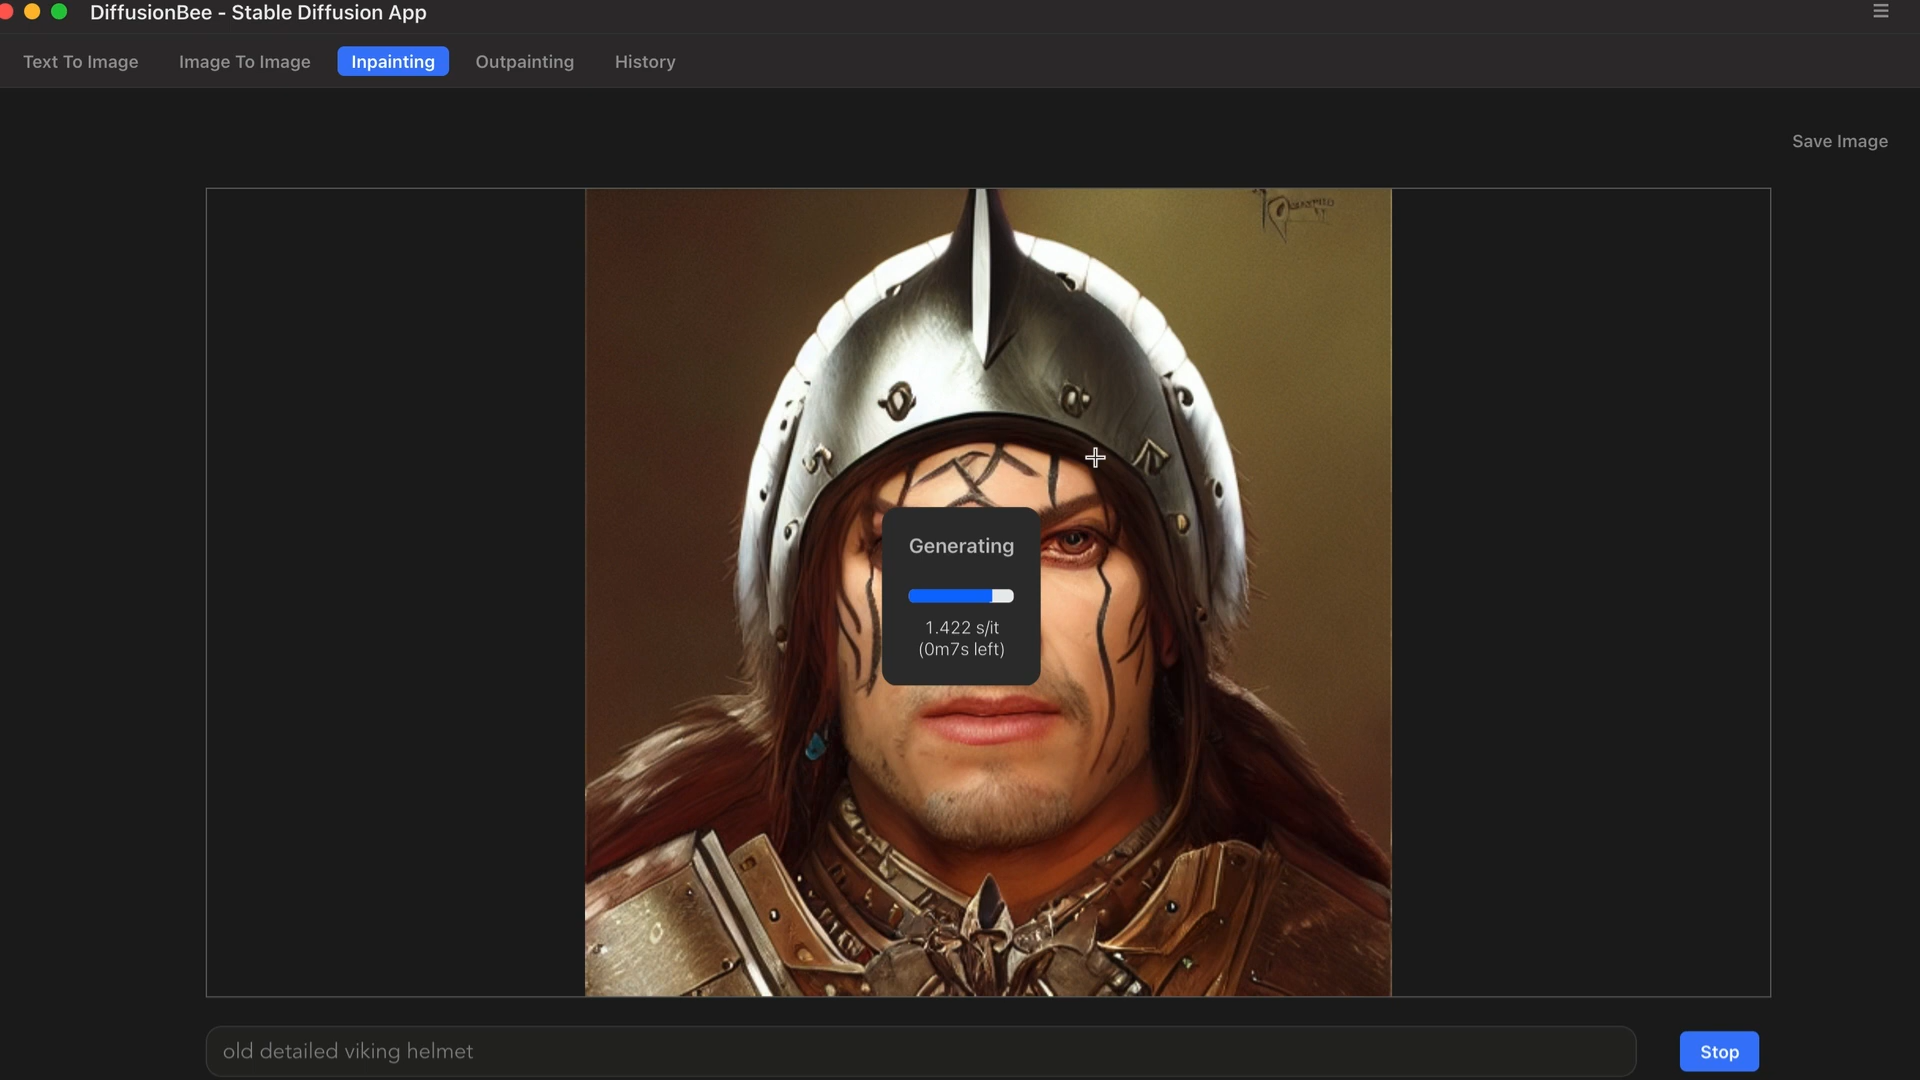 DiffusionBee - Stable Diffusion App
Text To Image
Image To Image
Inpainting
Outpainting
History
Save Image
Generating
1.422 s/it
(0m7s left)
old detailed viking helmet
Stop